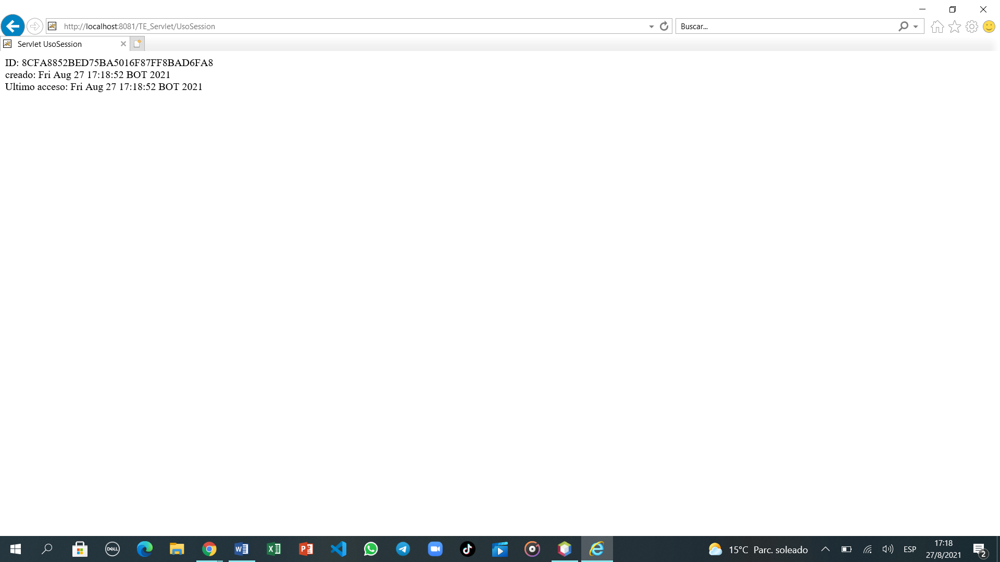 http://localhost:8081/TE_Servlet/UsoSession
Buscar...
Servlet UsoSession
ID: 8CFA8852BED75BA5016F87FF8BAD6FA8
creado: Fri Aug 27 17:18:52 BOT 2021
Ultimo acceso: Fri Aug 27 17:18:52 BOT 2021
DELL
15°C Parc. soleado
ESP
17:18
27/8/2021
2